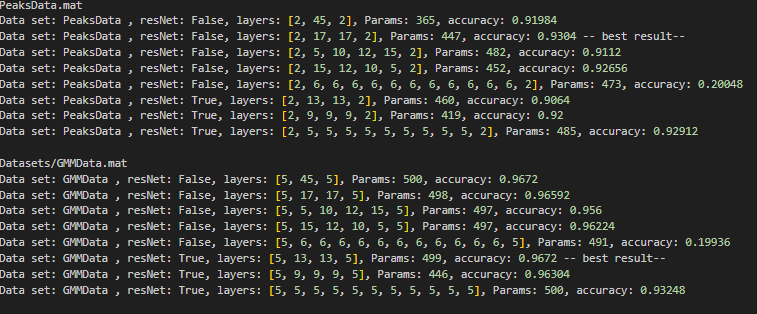 PeaksData.mat
Data set: PeaksData , resNet: False, layers: [2, 45, 2], Params: 365, accuracy: 0.91984
Data set: PeaksData , resNet: False, layers: [2, 17, 17, 2], Params: 447, accuracy: 0.9304 -- best result--
Data set: PeaksData , resNet: False, layers: [2, 5, 10, 12, 15, 2], Params: 482, accuracy: 0.9112
Data set: PeaksData , resNet: False, layers: [2, 15, 12, 10, 5, 2], Params: 452, accuracy: 0.92656
Data set: PeaksData , resNet: False, layers: [2, 6, 6, 6, 6, 6, 6, 6, 6, 6, 6, 6, 2], Params: 473, accuracy: 0.20048
Data set: PeaksData , resNet: True, layers: [2, 13, 13, 2], Params: 460, accuracy: 0.9064
Data set: PeaksData , resNet: True, layers: [2, 9, 9, 9, 2], Params: 419, accuracy: 0.92
Data set: PeaksData , resNet: True, layers: [2, 5, 5, 5, 5, 5, 5, 5, 5, 5, 2], Params: 485, accuracy: 0.92912
Datasets/GMMData.mat
Data set: GMMData , resNet: False, layers: [5, 45, 5], Params: 500, accuracy: 0.9672
Data set: GMMData , resNet: False, layers: [5, 17, 17, 5], Params: 498, accuracy: 0.96592
Data set: GMMData , resNet: False, layers: [5, 5, 10, 12, 15, 5], Params: 497, accuracy: 0.956
Data set: GMMData , resNet: False, layers: [5, 15, 12, 10, 5, 5], Params: 497, accuracy: 0.96224
Data set: GMMData , resNet: False, layers: [5, 6, 6, 6, 6, 6, 6, 6, 6, 6, 6, 6, 5], Params: 491, accuracy: 0.19936
Data set: GMMData , resNet: True, layers: [5, 13, 13, 5], Params: 499, accuracy: 0.9672 -- best result--
Data set: GMMData , resNet: True, layers: [5, 9, 9, 9, 5], Params: 446, accuracy: 0.96304
Data set: GMMData , resNet: True, layers: [5, 5, 5, 5, 5, 5, 5, 5, 5, 5, 5], Params: 500, accuracy: 0.93248